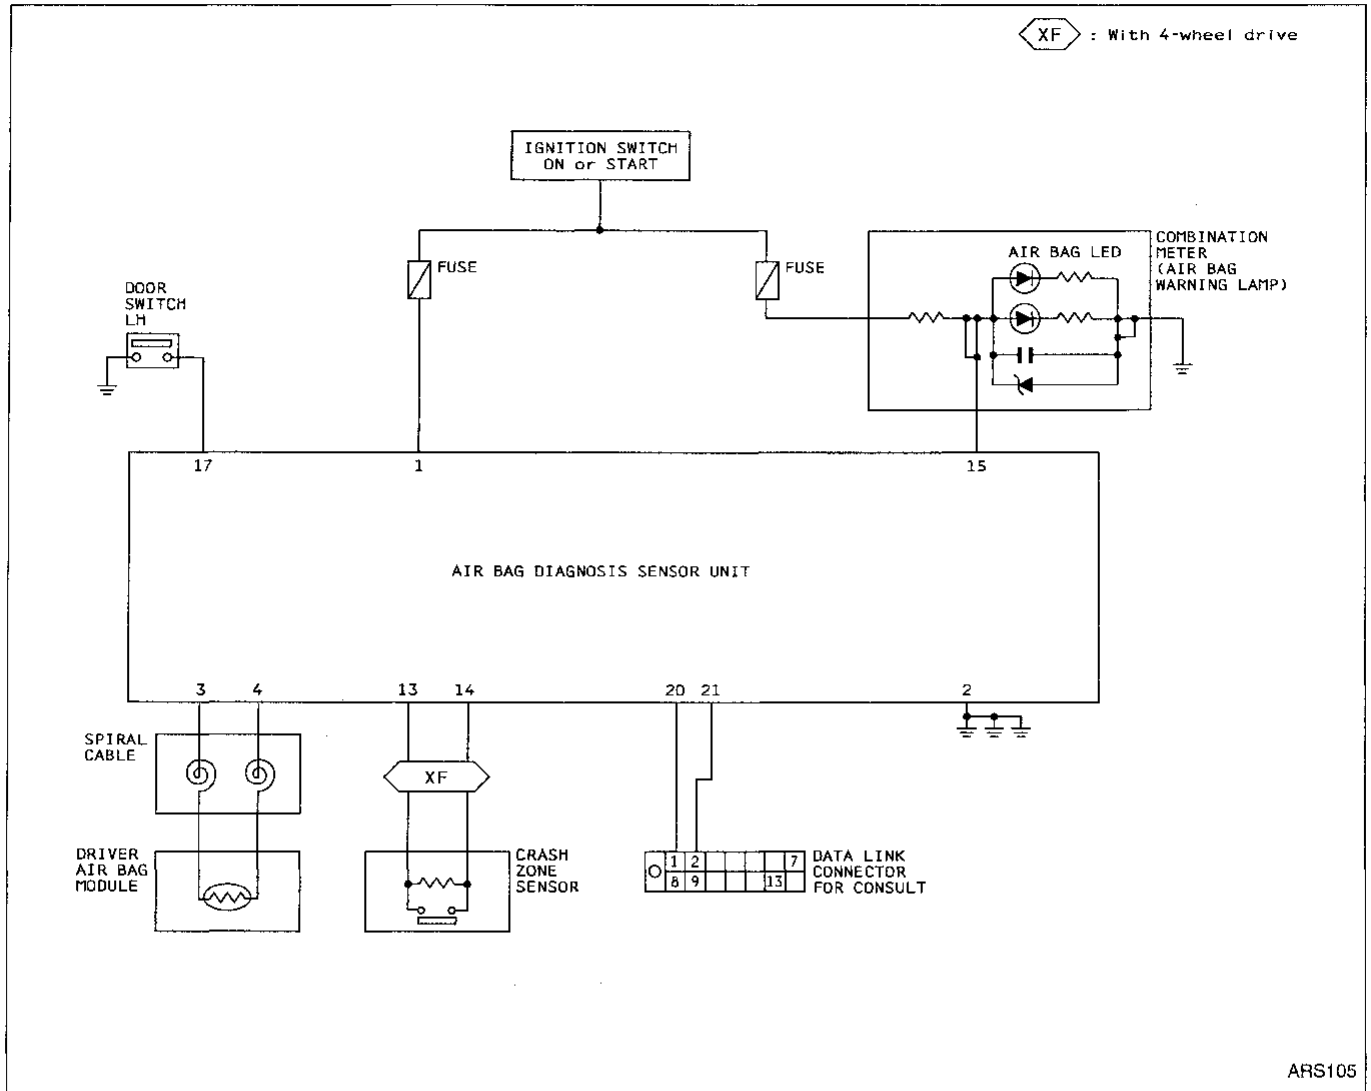 XF : With 4-wheel drive
IGNITION SWITCH
ON or START
FUSE
FUSE
AIR BAG LED
COMBINATION
METER
(AIR BAG
WARNING LAMP)
DOOR
SWITCH
LH
17
1
15
AIR BAG DIAGNOSIS SENSOR UNIT
3
4
13
14
20
21
2
SPIRAL
CABLE
XF
DRIVER
AIR BAG
MODULE
CRASH
ZONE
SENSOR
1 2 7
8 9 13
DATA LINK
CONNECTOR
FOR CONSULT
ARS105